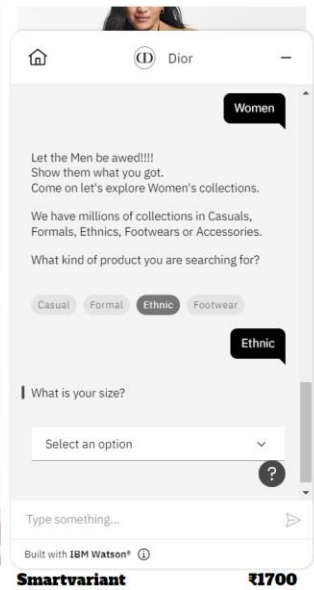 Dior
Women
Let the Men be awed!!!!
Show them what you got.
Come on let's explore Women's collections.
We have millions of collections in Casuals,
Formals, Ethnics, Footwears or Accessories.
What kind of product you are searching for?
Casual Formal Ethnic Footwear
Ethnic
What is your size?
Select an option
?
Type something...
Built with IBM Watson®
Smartvariant ₹1700